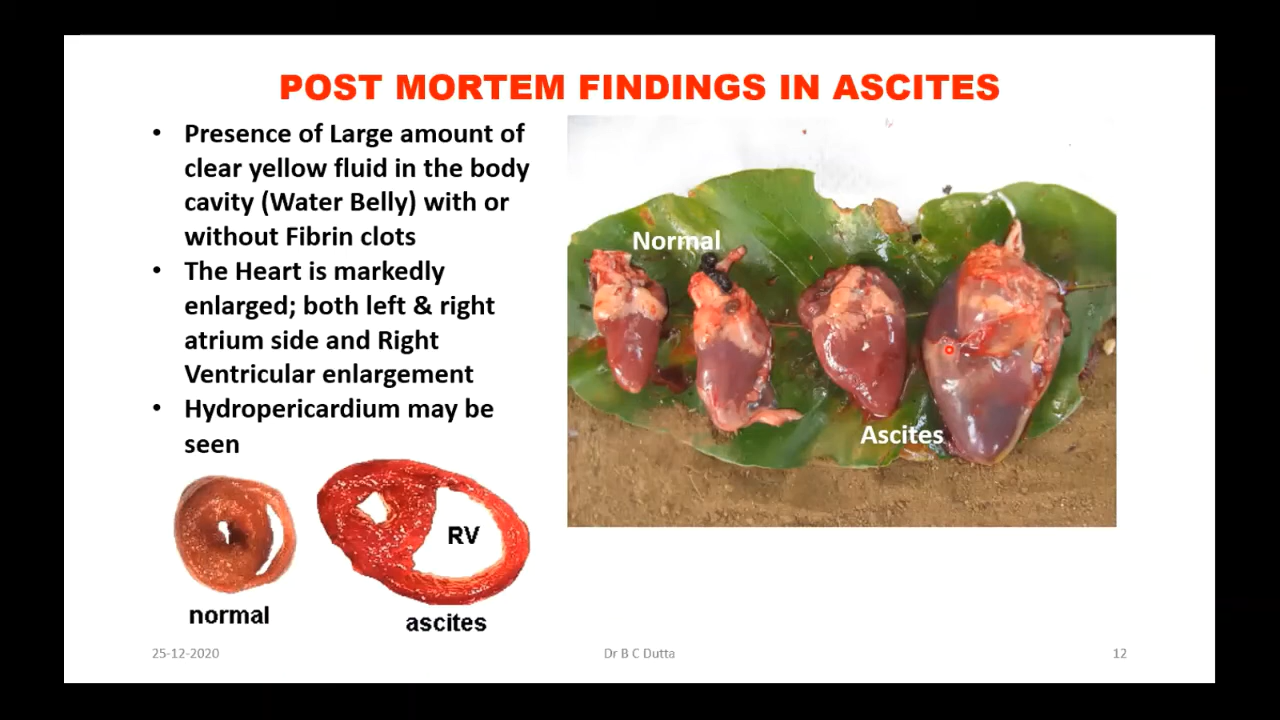 POST MORTEM FINDINGS IN ASCITES
• Presence of Large amount of
clear yellow fluid in the body
cavity (Water Belly) with or
without Fibrin clots
• The Heart is markedly
enlarged; both left & right
atrium side and Right
Ventricular enlargement
• Hydropericardium may be
seen
Normal
Ascites
RV
normal
ascites
25-12-2020
Dr B C Dutta
12